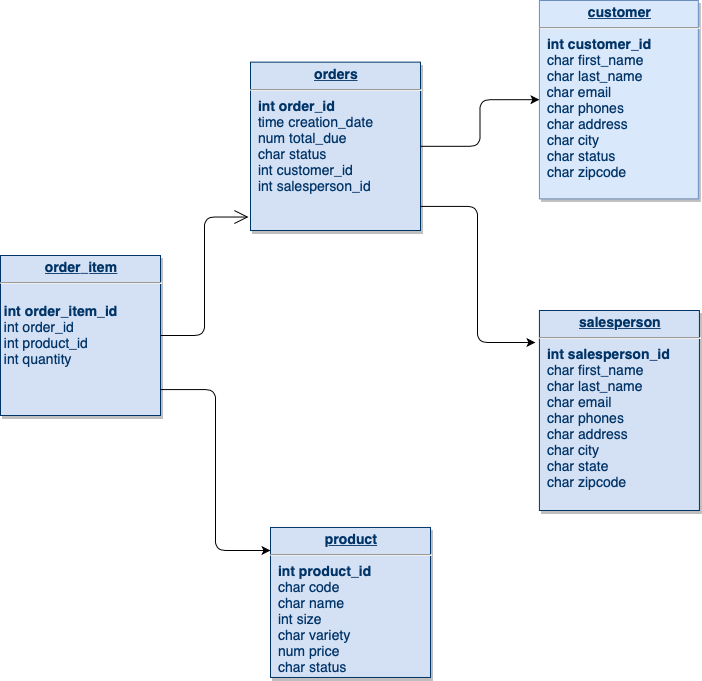 customer
int customer_id
char first_name
char last_name
char email
char phones
char address
char city
char status
char zipcode
orders
int order_id
time creation_date
num total_due
char status
int customer_id
int salesperson_id
order_item
int order_item_id
int order_id
int product_id
int quantity
salesperson
int salesperson_id
char first_name
char last_name
char email
char phones
char address
char city
char state
char zipcode
product
int product_id
char code
char name
int size
char variety
num price
char status